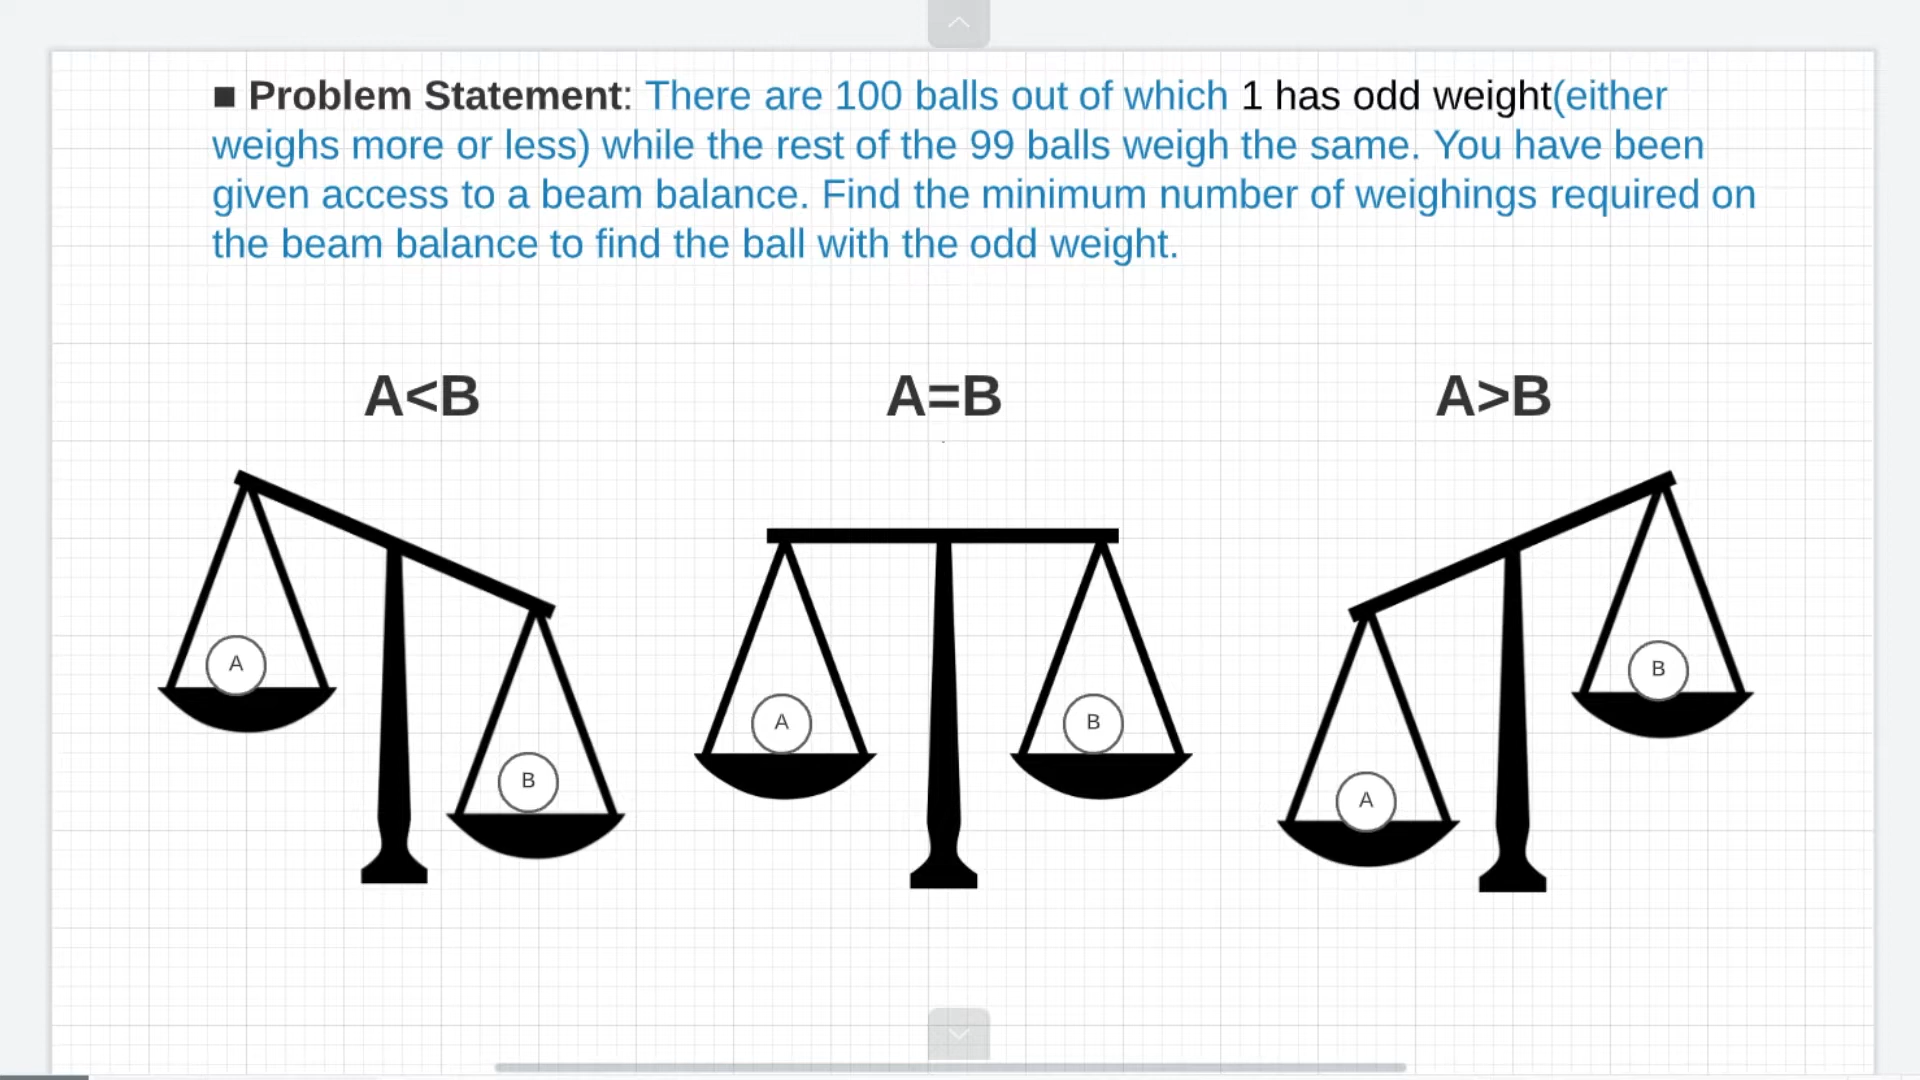 ■ Problem Statement: There are 100 balls out of which 1 has odd weight(either
weighs more or less) while the rest of the 99 balls weigh the same. You have been
given access to a beam balance. Find the minimum number of weighings required on
the beam balance to find the ball with the odd weight.
A<B
A=B
A>B
A
B
A
B
A
B